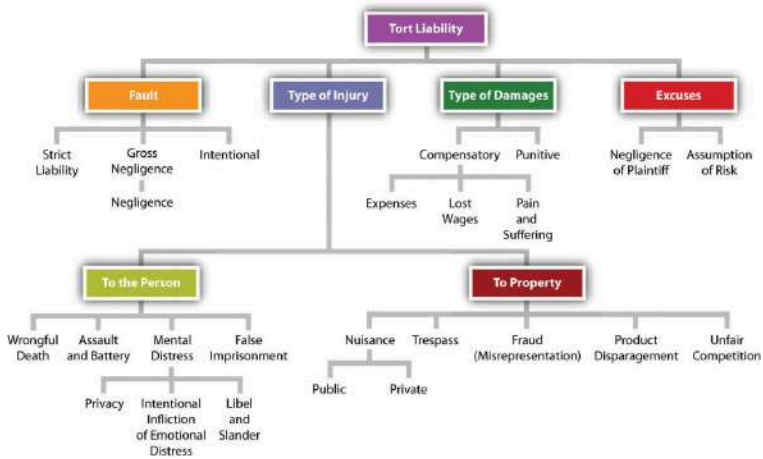 Tort Liability
Fault
Type of Injury
Type of Damages
Excuses
Strict
Liability
Gross
Negligence
Intentional
Negligence
Compensatory
Punitive
Expenses
Lost
Wages
Pain
and
Suffering
Negligence
of Plaintiff
Assumption
of Risk
To the Person
To Property
Wrongful
Death
Assault
and Battery
Mental
Distress
False
Imprisonment
Privacy
Intentional
Infliction
of Emotional
Distress
Libel
and
Slander
Nuisance
Trespass
Fraud
(Misrepresentation)
Product
Disparagement
Unfair
Competition
Public
Private